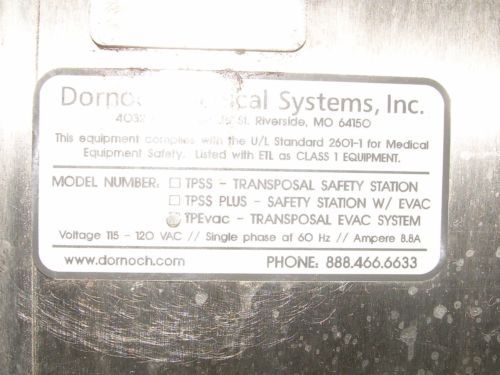 Dornoch Medical Systems, Inc.
St. Riverside, MO 64150
This equipment complies with the U/L Standard 2601-1 for Medical
Equipment Safety. Listed with ETL as CLASS 1 EQUIPMENT.
MODEL NUMBER: TPSS - TRANSPOSAL SAFETY STATION
TPSS PLUS - SAFETY STATION W/ EVAC
TPEvac - TRANSPOSAL EVAC SYSTEM
Voltage 115 - 120 VAC // Single phase at 60 Hz // Ampere 8.8A
www.dornoch.com PHONE: 888.466.6633